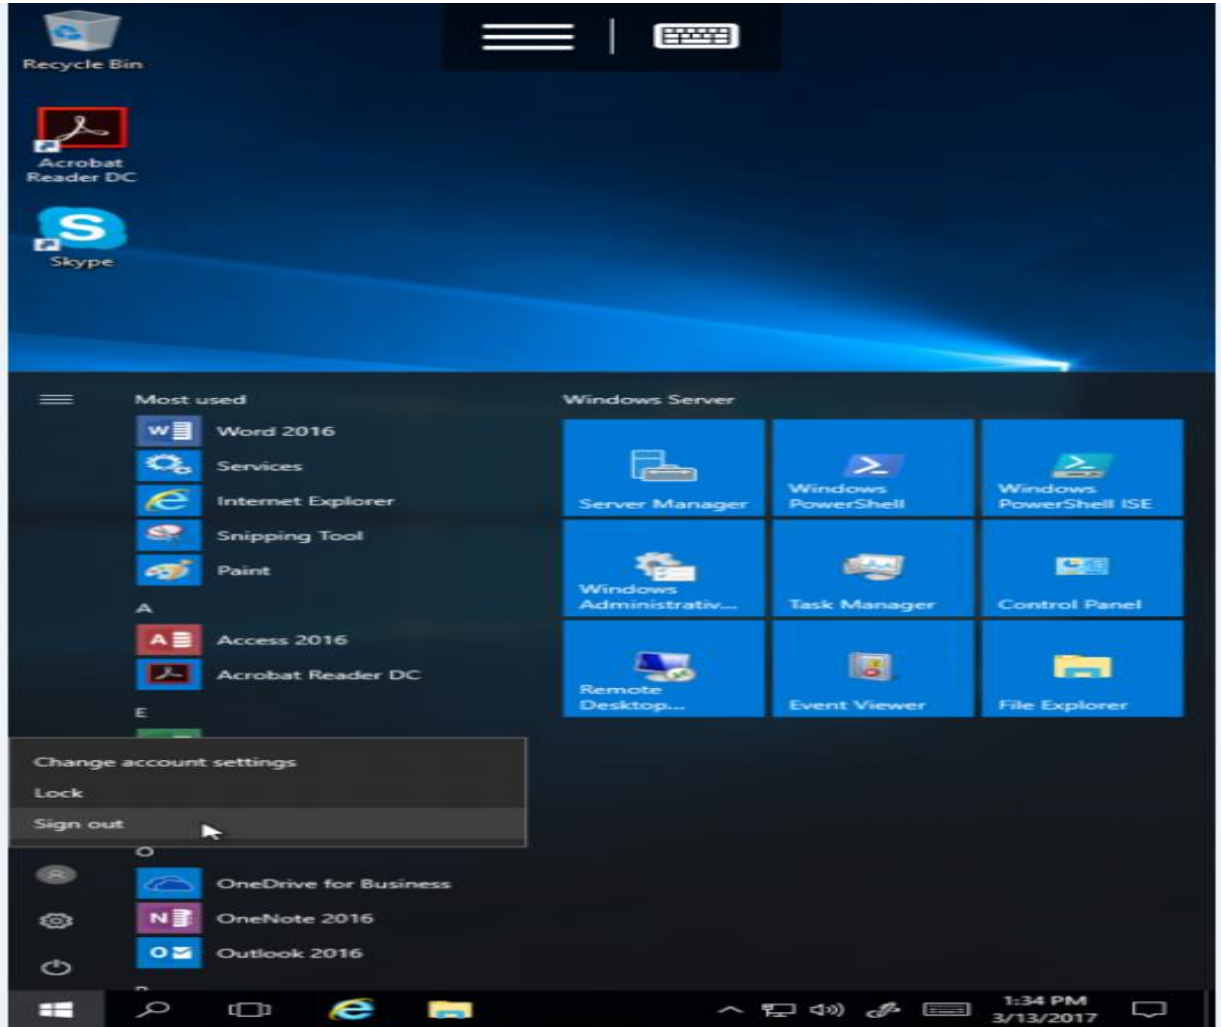 Recycle Bin
Acrobat
Reader DC
Skype
Most used
Word 2016
Services
Internet Explorer
Snipping Tool
Paint
A
Access 2016
Acrobat Reader DC
E
Windows Server
Server Manager
Windows
PowerShell
Windows
PowerShell ISE
Windows
Administrativ...
Task Manager
Control Panel
Remote
Desktop...
Event Viewer
File Explorer
Change account settings
Lock
Sign out
O
OneDrive for Business
OneNote 2016
Outlook 2016
1:34 PM
3/13/2017